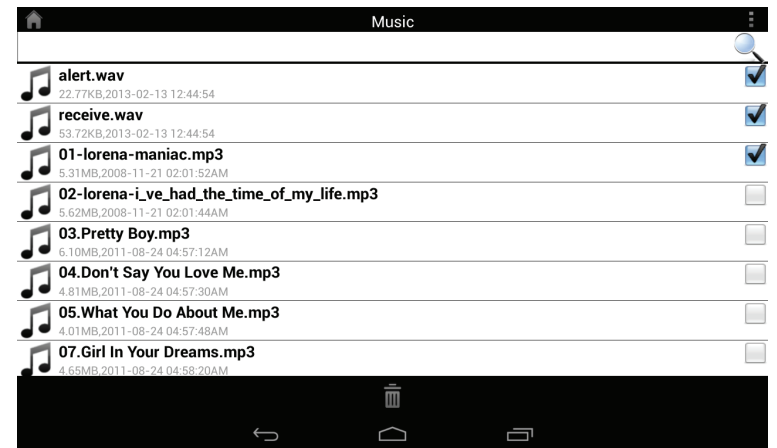 Music
alert.wav
22.77KB,2013-02-13 12:44:54
receive.wav
53.72KB,2013-02-13 12:44:54
01-lorena-maniac.mp3
5.31MB,2008-11-21 02:01:52AM
02-lorena-i_ve_had_the_time_of_my_life.mp3
5.62MB,2008-11-21 02:01:44AM
03.Pretty Boy.mp3
6.10MB,2011-08-24 04:57:12AM
04.Don't Say You Love Me.mp3
4.81MB,2011-08-24 04:57:30AM
05.What You Do About Me.mp3
4.01MB,2011-08-24 04:57:48AM
07.Girl In Your Dreams.mp3
4.65MB,2011-08-24 04:58:20AM